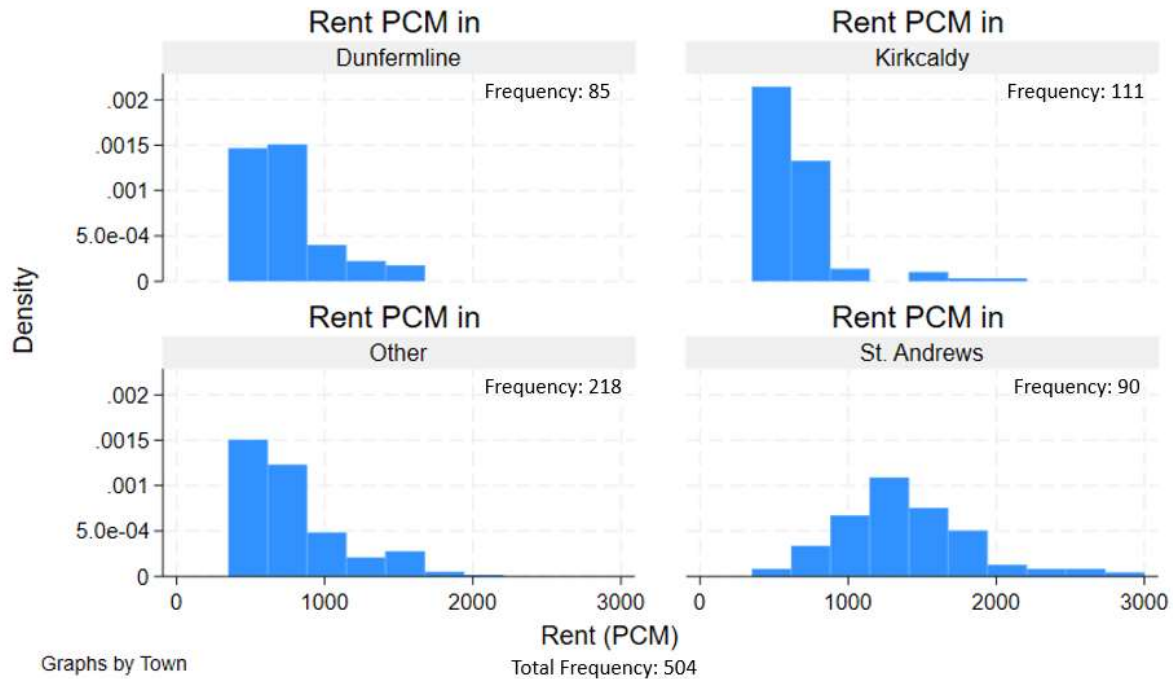 Rent PCM in
Dunfermline
Frequency: 85
.002
.0015
.001
5.0e-04
0
Rent PCM in
Kirkcaldy
Frequency: 111
Rent PCM in
Other
Frequency: 218
.002
.0015
.001
5.0e-04
0
0 1000 2000 3000
Rent PCM in
St. Andrews
Frequency: 90
0 1000 2000 3000
Density
Rent (PCM)
Graphs by Town
Total Frequency: 504